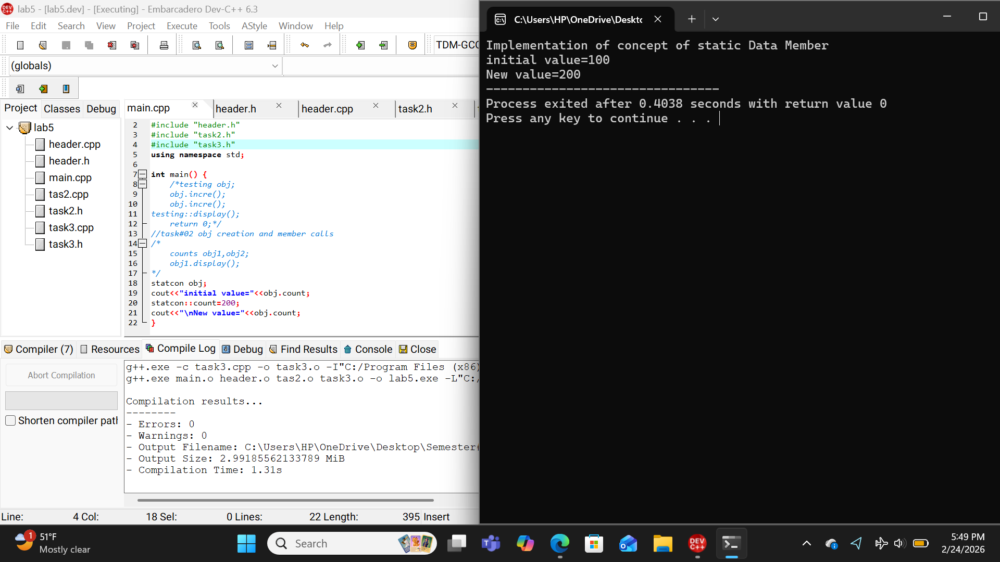 lab5 - [lab5.dev] - [Executing] - Embarcadero Dev-C++ 6.3
File Edit Search View Project Execute Tools AStyle Window Help
TDM-GCC
(globals)
Project Classes Debug
lab5
header.cpp
header.h
main.cpp
tas2.cpp
task2.h
task3.cpp
task3.h
main.cpp header.h header.cpp task2.h
2 #include "header.h"
3 #include "task2.h"
4 #include "task3.h"
5 using namespace std;
6
7 int main() {
8 /*testing obj;
9 obj.incre();
10 obj.incre();
11 testing::display();
12 return 0;*/
13 //task#02 obj creation and member calls
14 /*
15 counts obj1,obj2;
16 obj1.display();
17 */
18 statcon obj;
19 cout<<"initial value="<<obj.count;
20 statcon::count=200;
21 cout<<"\nNew value="<<obj.count;
22 }
Compiler (7) Resources Compile Log Debug Find Results Console Close
Abort Compilation
Shorten compiler path
g++.exe -c task3.cpp -o task3.o -I"C:/Program Files (x86)
g++.exe main.o header.o tas2.o task3.o -o lab5.exe -L"C:/
Compilation results...
--------
- Errors: 0
- Warnings: 0
- Output Filename: C:\Users\HP\OneDrive\Desktop\Semester#
- Output Size: 2.99185562133789 MiB
- Compilation Time: 1.31s
Line: 4 Col: 18 Sel: 0 Lines: 22 Length: 395 Insert
C:\Users\HP\OneDrive\Deskto
Implementation of concept of static Data Member
initial value=100
New value=200
--------------------------------
Process exited after 0.4038 seconds with return value 0
Press any key to continue . . .
1
51°F
Mostly clear
Search
DEV C++
5:49 PM
2/24/2026